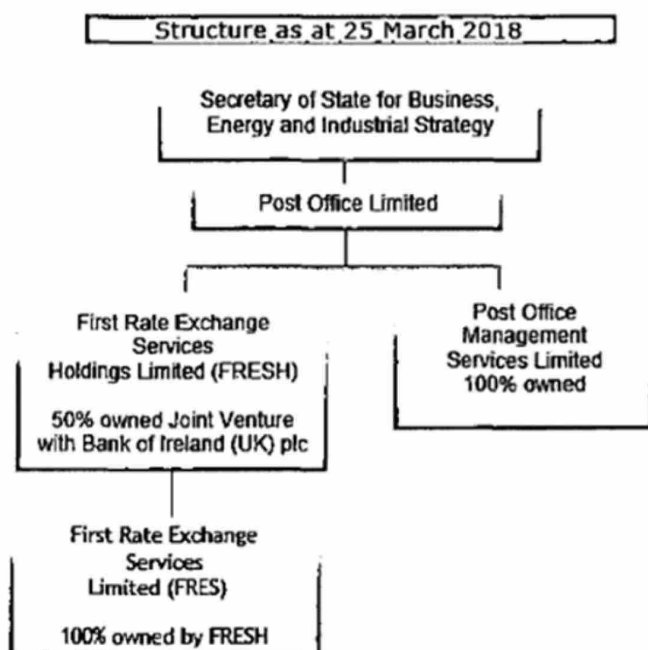 Structure as at 25 March 2018
Secretary of State for Business,
Energy and Industrial Strategy
Post Office Limited
First Rate Exchange
Services
Holdings Limited (FRESH)
50% owned Joint Venture
with Bank of Ireland (UK) plc
Post Office
Management
Services Limited
100% owned
First Rate Exchange
Services
Limited (FRES)
100% owned by FRESH